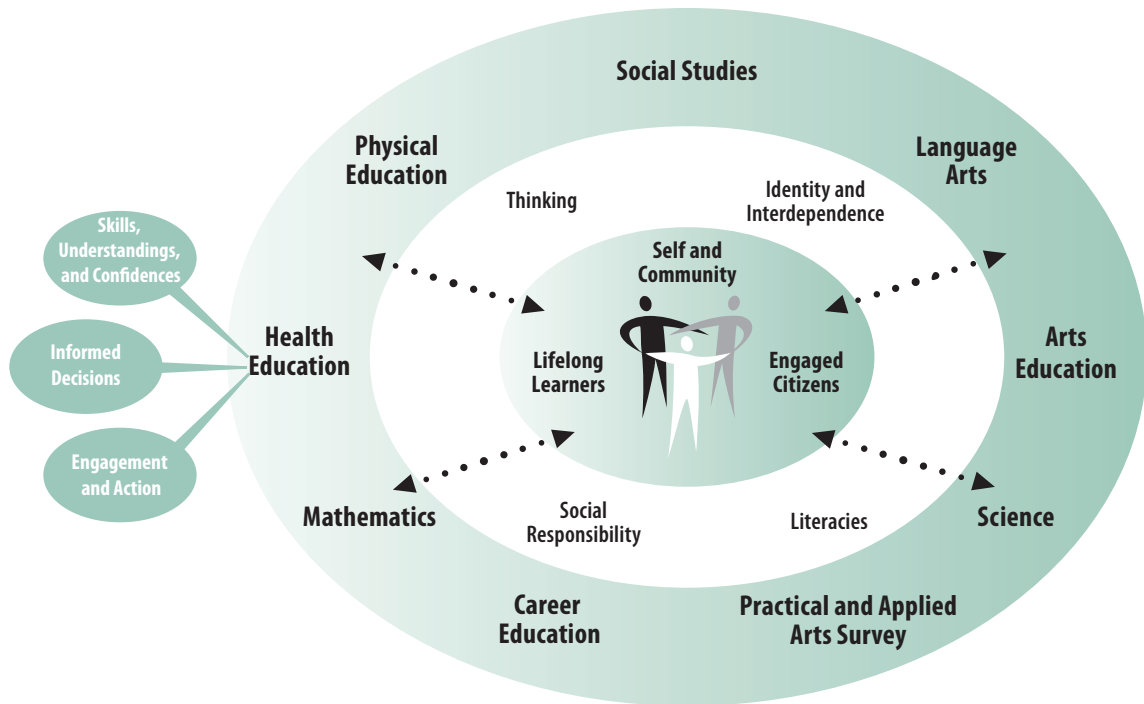 Social Studies
Physical
Education
Language
Arts
Thinking
Identity and
Interdependence
Skills,
Understandings,
and Confidences
Self and
Community
Informed
Decisions
Health
Education
Lifelong
Learners
Engaged
Citizens
Arts
Education
Engagement
and Action
Mathematics
Social
Responsibility
Literacies
Science
Career
Education
Practical and Applied
Arts Survey